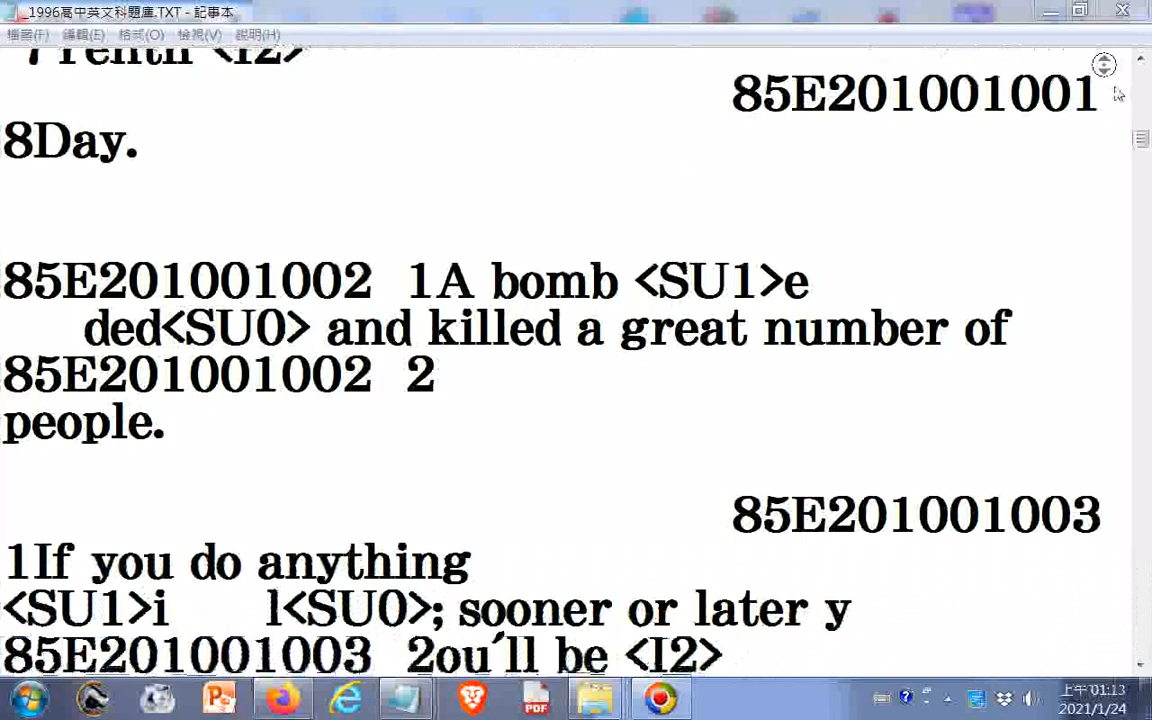 _1996高中英文科題庫.TXT - 記事本
檔案(F) 編輯(E) 格式(O) 檢視(V) 說明(H)
7Tenth <I2>
85E201001001
8Day.
85E201001002 1A bomb <SU1>e
ded<SU0> and killed a great number of
85E201001002 2
people.
85E201001003
1If you do anything
<SU1>i l<SU0>; sooner or later y
85E201001003 2ou´ll be <I2>
PDF
上午 01:13
2021/1/24